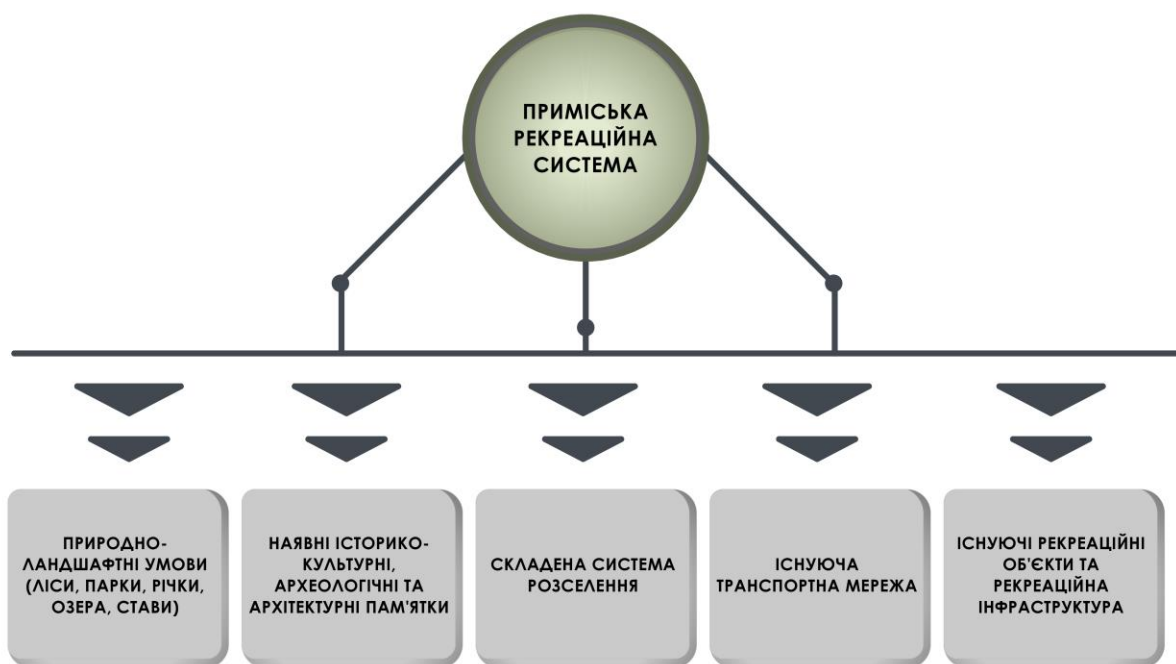 ПРИМІСЬКА
РЕКРЕАЦІЙНА
СИСТЕМА
ПРИРОДНО-
ЛАНДШАФТНІ УМОВИ
(ЛІСИ, ПАРКИ, РІЧКИ,
ОЗЕРА, СТАВИ)
НАЯВНІ ІСТОРИКО-
КУЛЬТУРНІ,
АРХЕОЛОГІЧНІ ТА
АРХІТЕКТУРНІ ПАМ'ЯТКИ
СКЛАДЕНА СИСТЕМА
РОЗСЕЛЕННЯ
ІСНУЮЧА
ТРАНСПОРТНА МЕРЕЖА
ІСНУЮЧІ РЕКРЕАЦІЙНІ
ОБ'ЄКТИ ТА
РЕКРЕАЦІЙНА
ІНФРАСТРУКТУРА